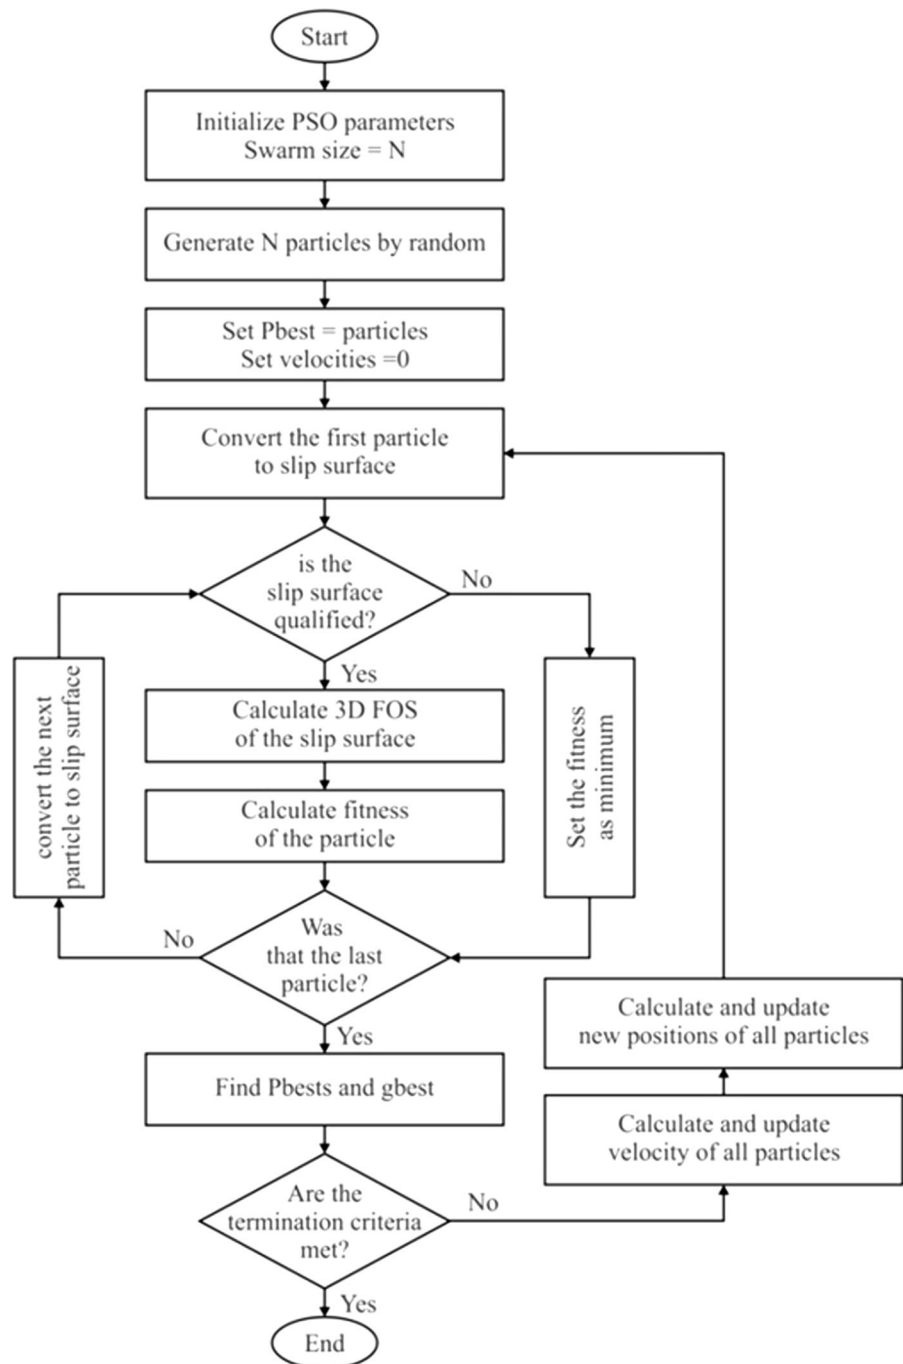 Start
Initialize PSO parameters
Swarm size = N
Generate N particles by random
Set Pbest = particles
Set velocities =0
Convert the first particle
to slip surface
is the
slip surface
qualified?
No
Yes
convert the next
particle to slip surface
Calculate 3D FOS
of the slip surface
Set the fitness
as minimum
Calculate fitness
of the particle
Was
that the last
particle?
No
Yes
Calculate and update
new positions of all particles
Find Pbests and gbest
Calculate and update
velocity of all particles
Are the
termination criteria
met?
No
Yes
End